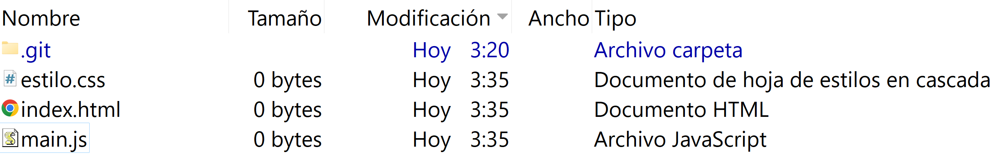 Nombre Tamaño Modificación Ancho Tipo
.git Hoy 3:20 Archivo carpeta
estilo.css 0 bytes Hoy 3:35 Documento de hoja de estilos en cascada
index.html 0 bytes Hoy 3:35 Documento HTML
main.js 0 bytes Hoy 3:35 Archivo JavaScript